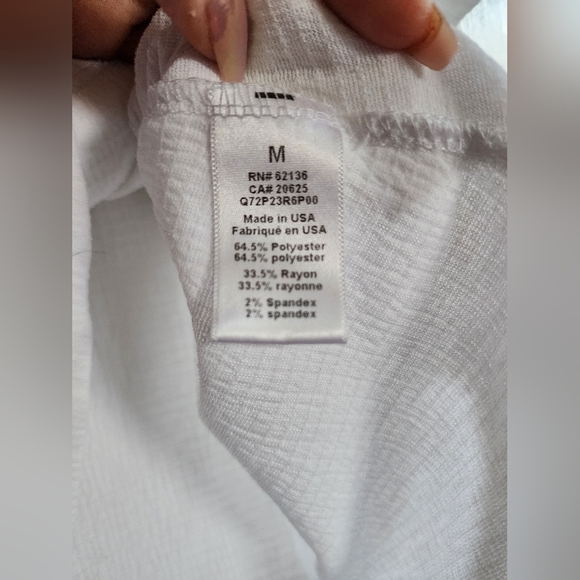 M
RN# 62136
CA# 20625
Q72P23R6P00
Made in USA
Fabriqué en USA
64.5% Polyester
64.5% polyester
33.5% Rayon
33.5% rayonne
2% Spandex
2% spandex